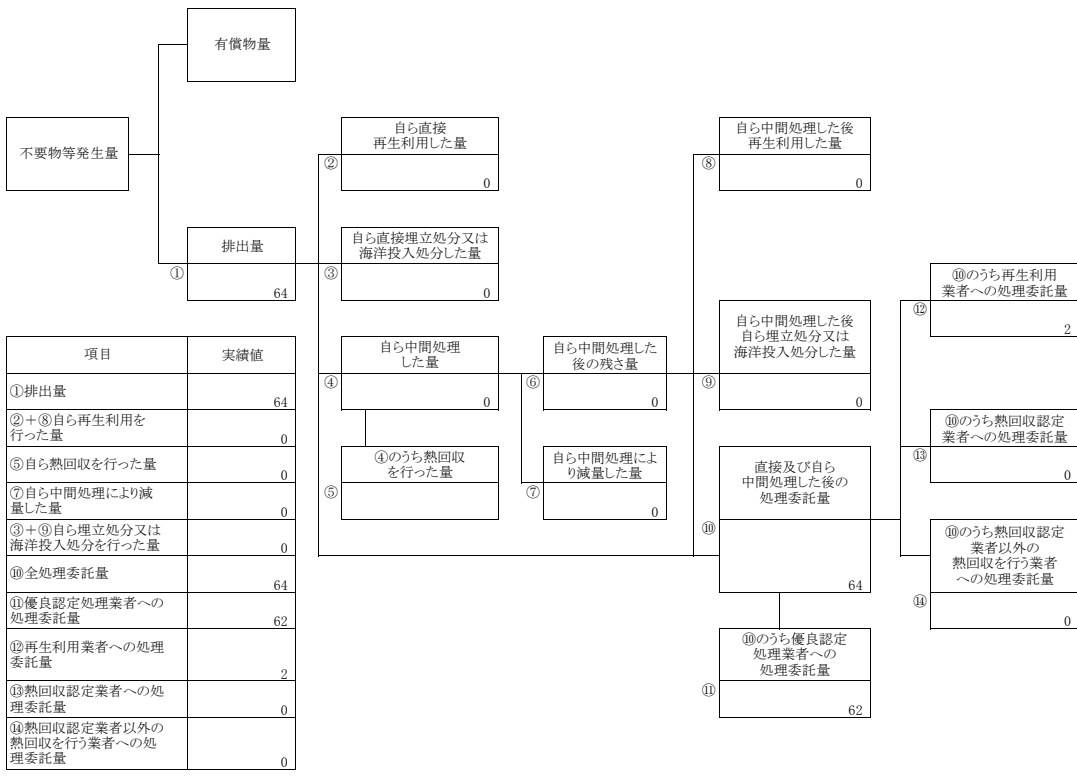 有償物量
不要物等発生量
自ら直接
再生利用した量
②
0
自ら中間処理した後
再生利用した量
⑧
0
排出量
①
64
自ら直接埋立処分又は
海洋投入処分した量
③
0
⑩のうち再生利用
業者への処理委託量
⑫
2
自ら中間処理
した量
④
0
自ら中間処理した
後の残さ量
⑥
0
自ら中間処理した後
自ら埋立処分又は
海洋投入処分した量
⑨
0
④のうち熱回収
を行った量
⑤
自ら中間処理によ
り減量した量
⑦
0
直接及び自ら
中間処理した後の
処理委託量
⑩
64
⑩のうち熱回収認定
業者への処理委託量
⑬
0
⑩のうち熱回収認定
業者以外の
熱回収を行う業者
への処理委託量
⑭
0
⑩のうち優良認定
処理業者への
処理委託量
⑪
62
項目 実績値
①排出量 64
②+⑧自ら再生利用を
行った量 0
⑤自ら熱回収を行った量 0
⑦自ら中間処理により減
量した量 0
③+⑨自ら埋立処分又は
海洋投入処分を行った量 0
⑩全処理委託量 64
⑪優良認定処理業者への
処理委託量 62
⑫再生利用業者への処理
委託量 2
⑬熱回収認定業者への処
理委託量 0
⑭熱回収認定業者以外の
熱回収を行う業者への処
理委託量 0